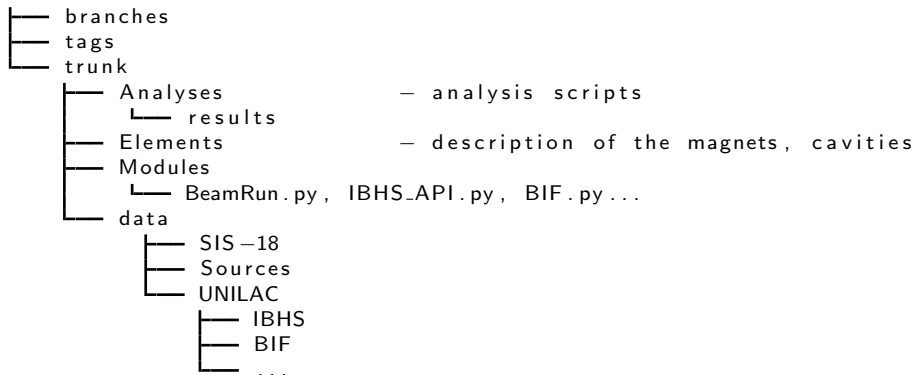 branches
tags
trunk
Analyses – analysis scripts
results
Elements – description of the magnets, cavities
Modules
BeamRun.py, IBHS_API.py, BIF.py...
data
SIS-18
Sources
UNILAC
IBHS
BIF
...